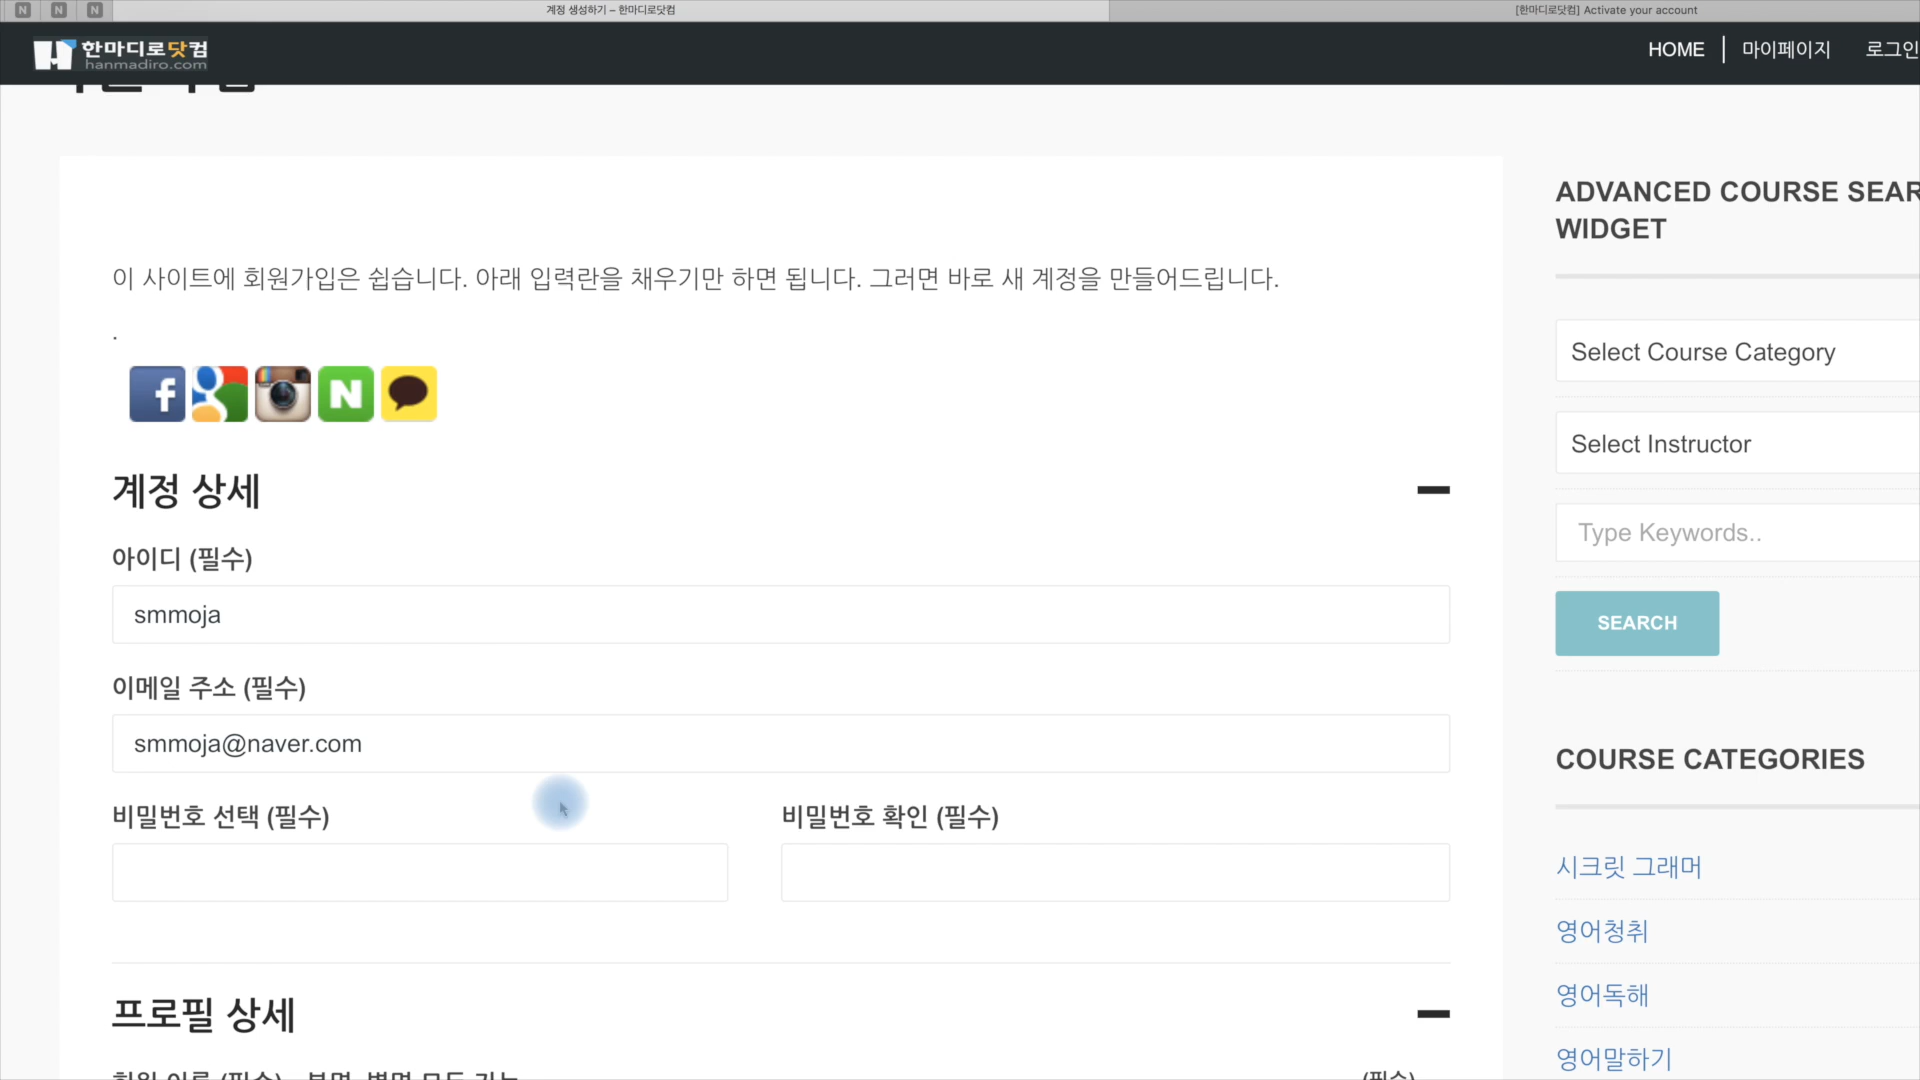 N N N 계정 생성하기 – 한마디로닷컴 [한마디로닷컴] Activate your account
한마디로닷컴
hanmadiro.com
HOME 마이페이지 로그인
이 사이트에 회원가입은 쉽습니다. 아래 입력란을 채우기만 하면 됩니다. 그러면 바로 새 계정을 만들어드립니다.
.
f N
계정 상세
아이디 (필수)
smmoja
이메일 주소 (필수)
smmoja@naver.com
비밀번호 선택 (필수) 비밀번호 확인 (필수)
프로필 상세
(필수)
ADVANCED COURSE SEAR
WIDGET
Select Course Category
Select Instructor
Type Keywords..
SEARCH
COURSE CATEGORIES
시크릿 그래머
영어청취
영어독해
영어말하기